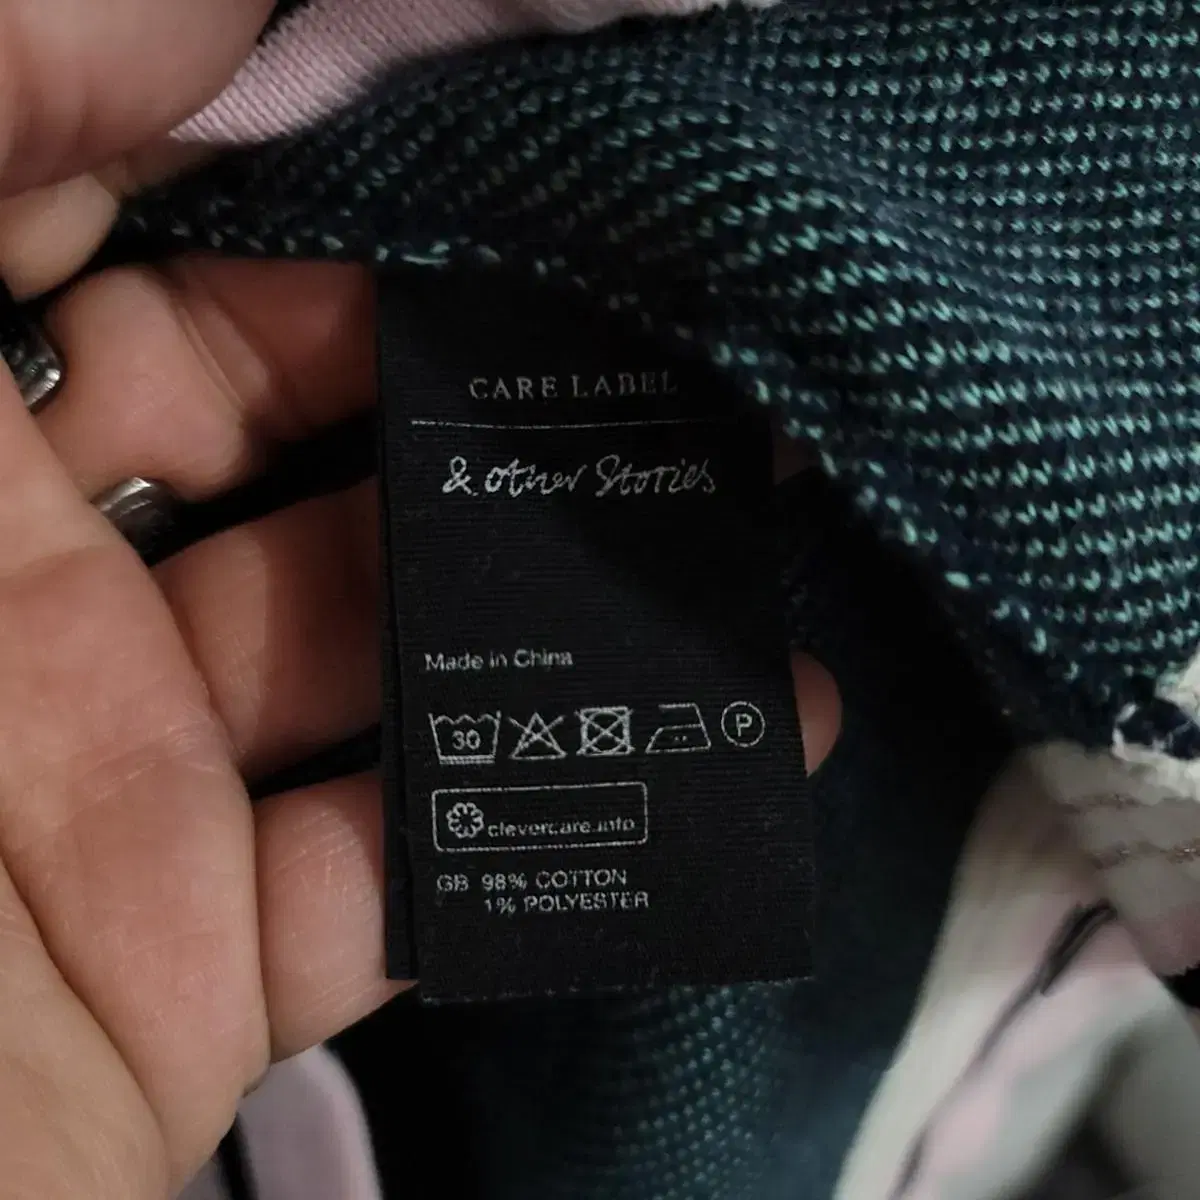 CARE LABEL
& Other Stories
Made in China
30 P
clevercare.info
GB 98% COTTON
1% POLYESTER